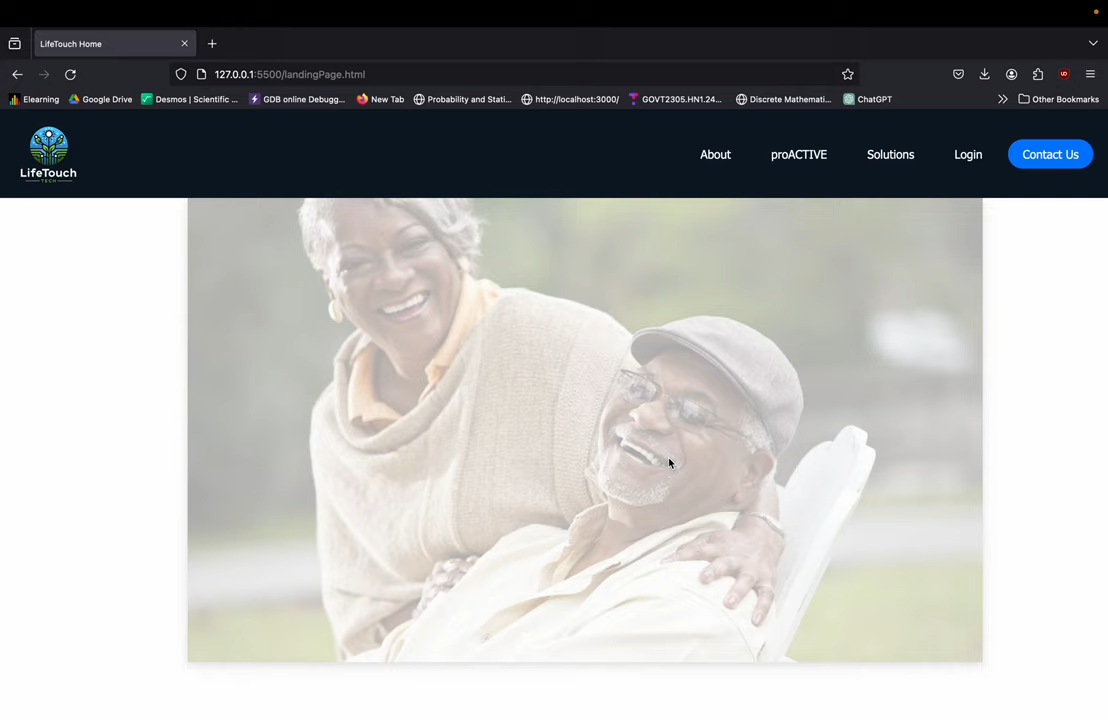 LifeTouch Home
127.0.0.1:5500/landingPage.html
Elearning
Google Drive
Desmos | Scientific ...
GDB online Debugg...
New Tab
Probability and Stati...
http://localhost:3000/
GOVT2305.HN1.24...
Discrete Mathemati...
ChatGPT
Other Bookmarks
LifeTouch
TECH
About
proACTIVE
Solutions
Login
Contact Us